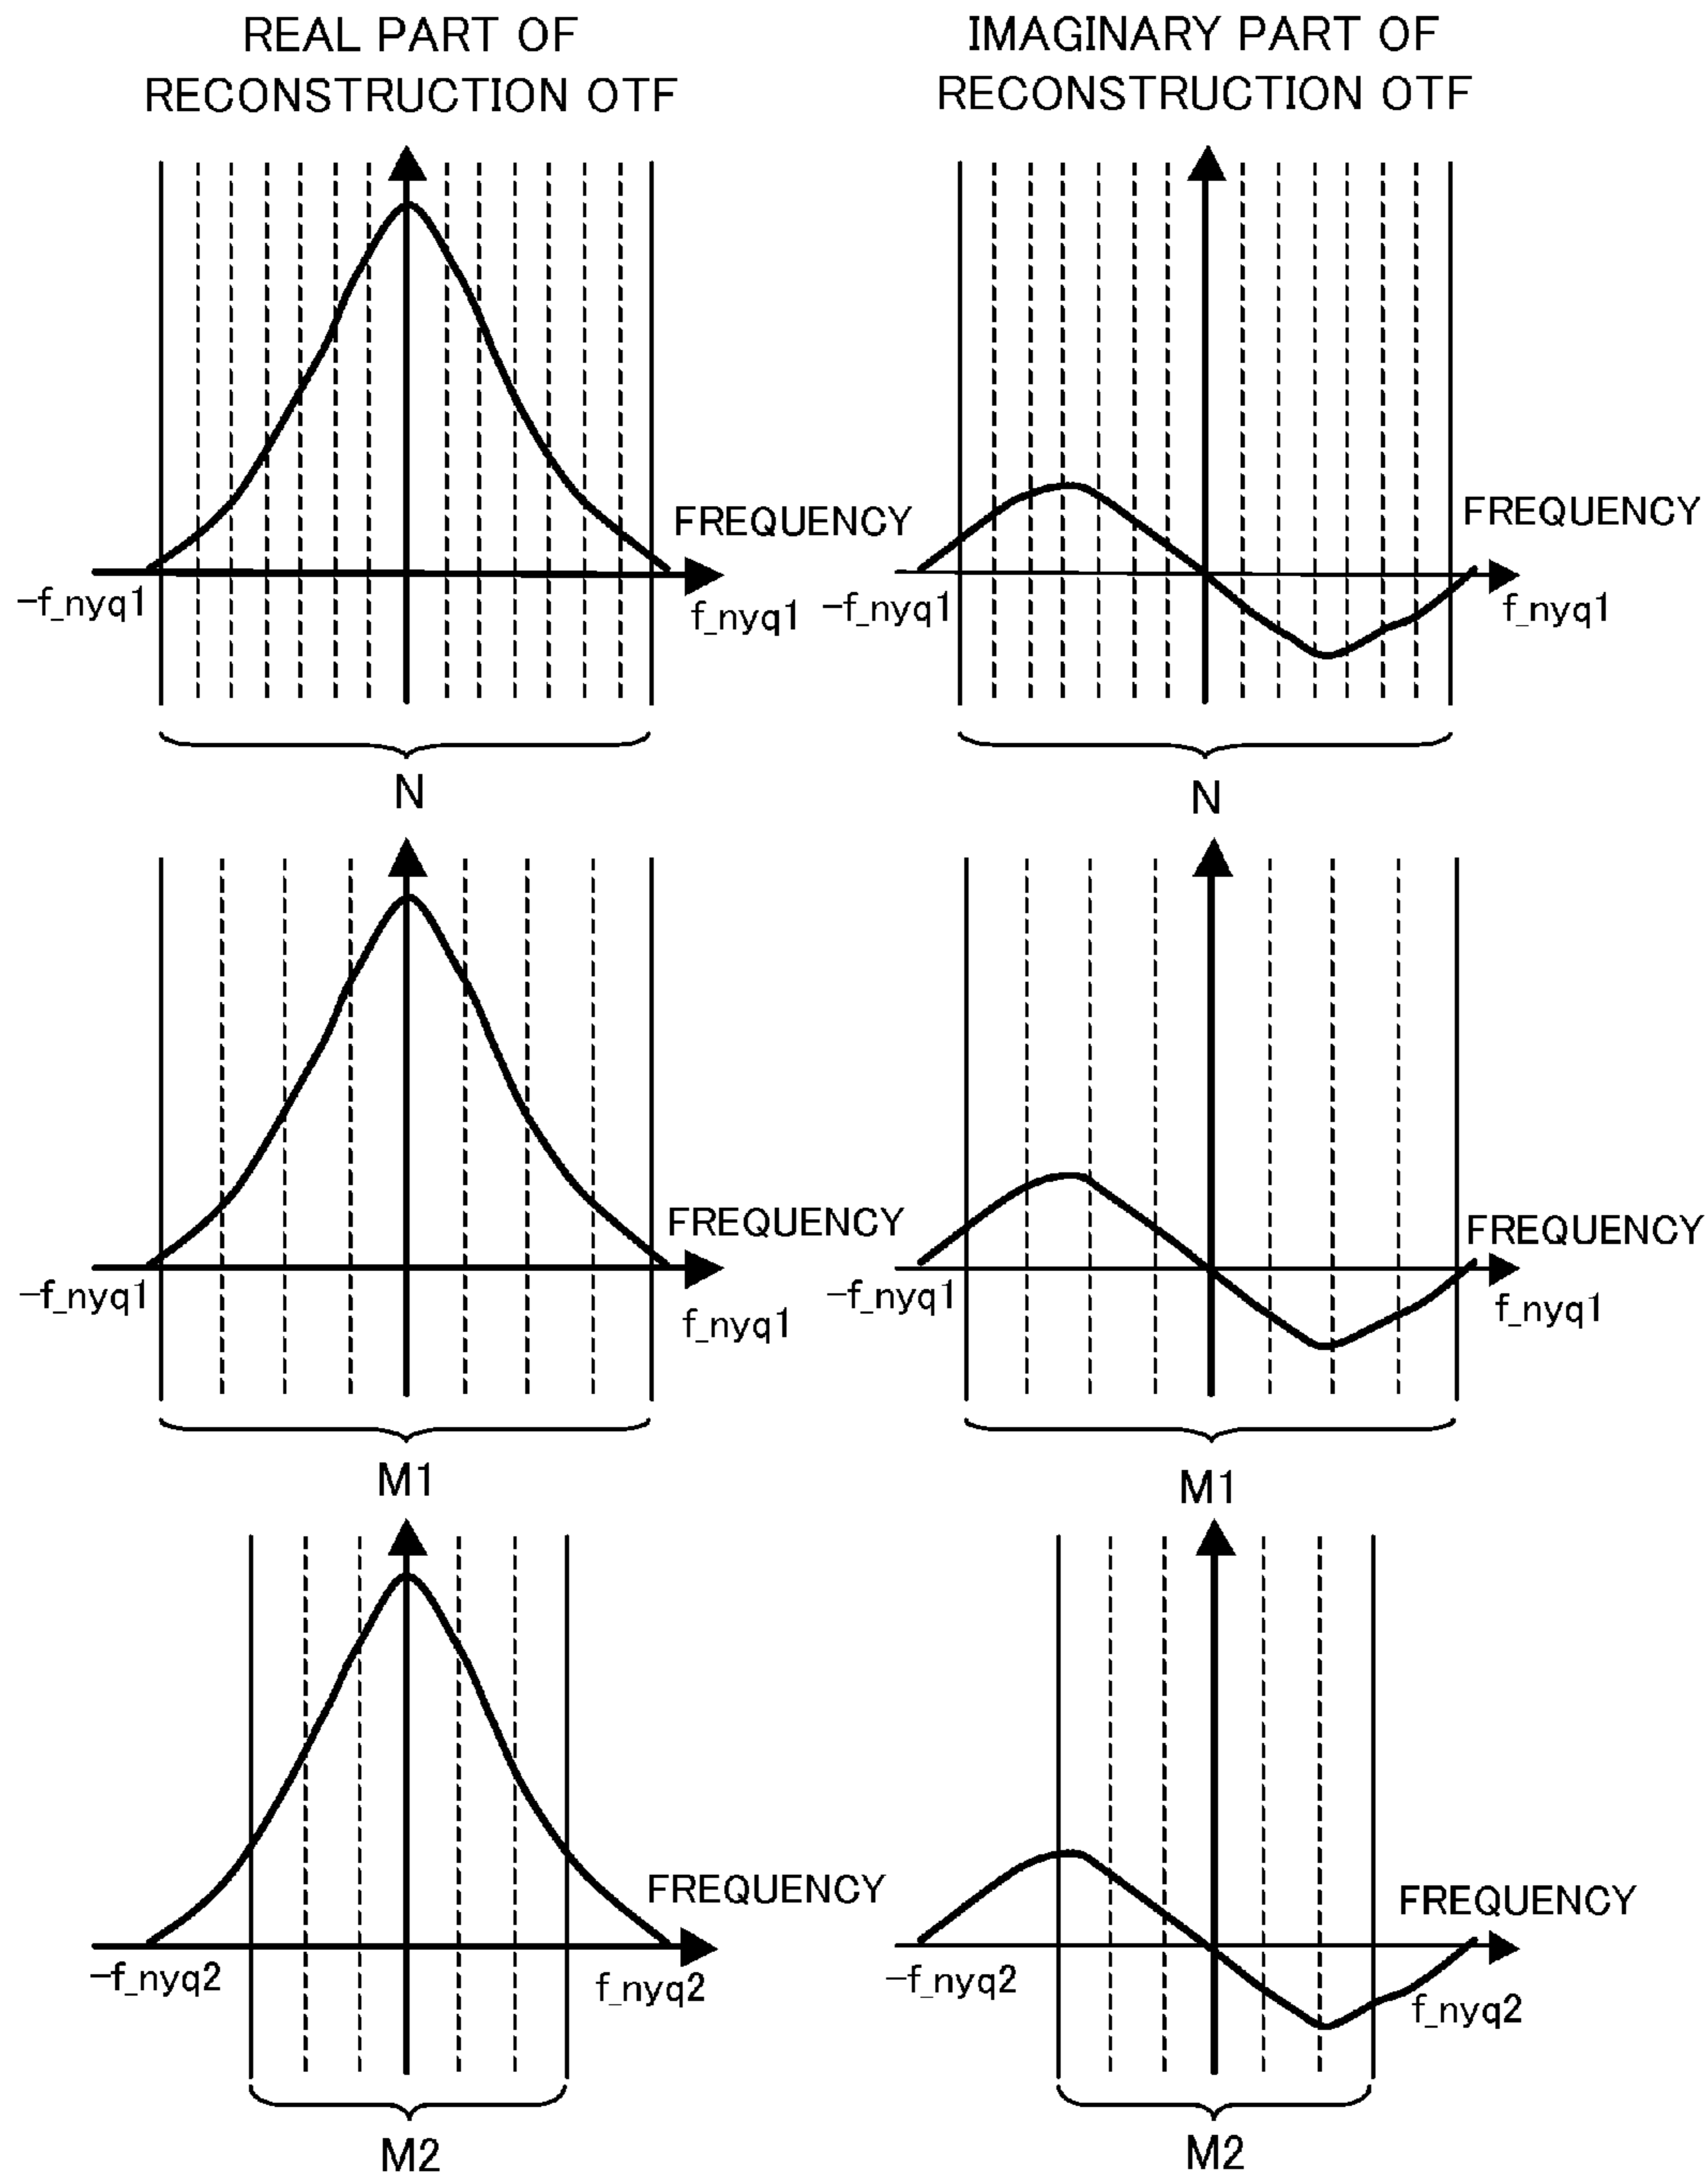 REAL PART OF
RECONSTRUCTION OTF
IMAGINARY PART OF
RECONSTRUCTION OTF
FREQUENCY
-f_nyq1
f_nyq1
N
FREQUENCY
-f_nyq1
f_nyq1
N
FREQUENCY
-f_nyq1
f_nyq1
M1
FREQUENCY
-f_nyq1
f_nyq1
M1
FREQUENCY
-f_nyq2
f_nyq2
M2
FREQUENCY
-f_nyq2
f_nyq2
M2